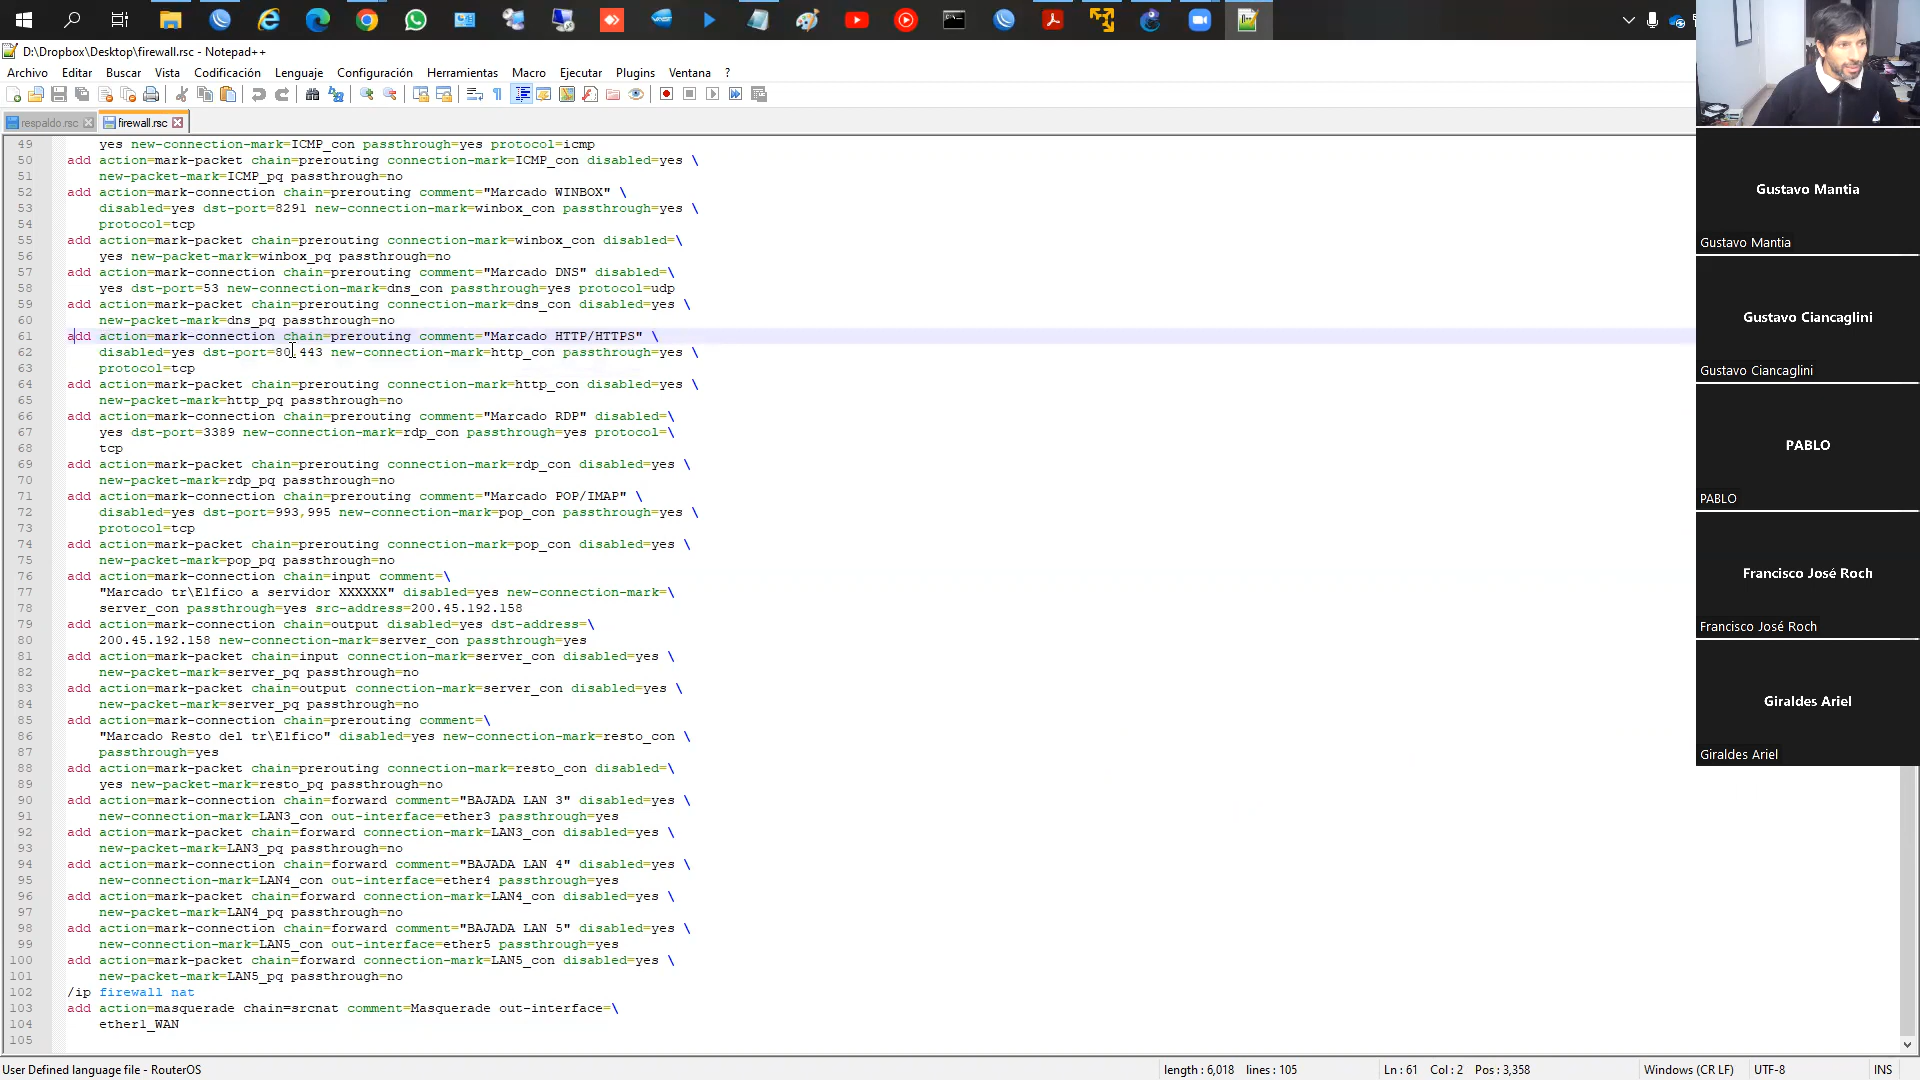 D:\Dropbox\Desktop\firewall.rsc - Notepad++
Archivo Editar Buscar Vista Codificación Lenguaje Configuración Herramientas Macro Ejecutar Plugins Ventana ?
respaldo.rsc firewall.rsc
49 yes new-connection-mark=ICMP_con passthrough=yes protocol=icmp
50 add action=mark-packet chain=prerouting connection-mark=ICMP_con disabled=yes \
51 new-packet-mark=ICMP_pq passthrough=no
52 add action=mark-connection chain=prerouting comment="Marcado WINBOX" \
53 disabled=yes dst-port=8291 new-connection-mark=winbox_con passthrough=yes \
54 protocol=tcp
55 add action=mark-packet chain=prerouting connection-mark=winbox_con disabled=\
56 yes new-packet-mark=winbox_pq passthrough=no
57 add action=mark-connection chain=prerouting comment="Marcado DNS" disabled=\
58 yes dst-port=53 new-connection-mark=dns_con passthrough=yes protocol=udp
59 add action=mark-packet chain=prerouting connection-mark=dns_con disabled=yes \
60 new-packet-mark=dns_pq passthrough=no
61 add action=mark-connection chain=prerouting comment="Marcado HTTP/HTTPS" \
62 disabled=yes dst-port=80,443 new-connection-mark=http_con passthrough=yes \
63 protocol=tcp
64 add action=mark-packet chain=prerouting connection-mark=http_con disabled=yes \
65 new-packet-mark=http_pq passthrough=no
66 add action=mark-connection chain=prerouting comment="Marcado RDP" disabled=\
67 yes dst-port=3389 new-connection-mark=rdp_con passthrough=yes protocol=\
68 tcp
69 add action=mark-packet chain=prerouting connection-mark=rdp_con disabled=yes \
70 new-packet-mark=rdp_pq passthrough=no
71 add action=mark-connection chain=prerouting comment="Marcado POP/IMAP" \
72 disabled=yes dst-port=993,995 new-connection-mark=pop_con passthrough=yes \
73 protocol=tcp
74 add action=mark-packet chain=prerouting connection-mark=pop_con disabled=yes \
75 new-packet-mark=pop_pq passthrough=no
76 add action=mark-connection chain=input comment=\
77 "Marcado tr\E1fico a servidor XXXXXX" disabled=yes new-connection-mark=\
78 server_con passthrough=yes src-address=200.45.192.158
79 add action=mark-connection chain=output disabled=yes dst-address=\
80 200.45.192.158 new-connection-mark=server_con passthrough=yes
81 add action=mark-packet chain=input connection-mark=server_con disabled=yes \
82 new-packet-mark=server_pq passthrough=no
83 add action=mark-packet chain=output connection-mark=server_con disabled=yes \
84 new-packet-mark=server_pq passthrough=no
85 add action=mark-connection chain=prerouting comment=\
86 "Marcado Resto del tr\E1fico" disabled=yes new-connection-mark=resto_con \
87 passthrough=yes
88 add action=mark-packet chain=prerouting connection-mark=resto_con disabled=\
89 yes new-packet-mark=resto_pq passthrough=no
90 add action=mark-connection chain=forward comment="BAJADA LAN 3" disabled=yes \
91 new-connection-mark=LAN3_con out-interface=ether3 passthrough=yes
92 add action=mark-packet chain=forward connection-mark=LAN3_con disabled=yes \
93 new-packet-mark=LAN3_pq passthrough=no
94 add action=mark-connection chain=forward comment="BAJADA LAN 4" disabled=yes \
95 new-connection-mark=LAN4_con out-interface=ether4 passthrough=yes
96 add action=mark-packet chain=forward connection-mark=LAN4_con disabled=yes \
97 new-packet-mark=LAN4_pq passthrough=no
98 add action=mark-connection chain=forward comment="BAJADA LAN 5" disabled=yes \
99 new-connection-mark=LAN5_con out-interface=ether5 passthrough=yes
100 add action=mark-packet chain=forward connection-mark=LAN5_con disabled=yes \
101 new-packet-mark=LAN5_pq passthrough=no
102 /ip firewall nat
103 add action=masquerade chain=srcnat comment=Masquerade out-interface=\
104 ether1_WAN
105
Gustavo Mantia
Gustavo Mantia
Gustavo Ciancaglini
Gustavo Ciancaglini
PABLO
PABLO
Francisco José Roch
Francisco José Roch
Giraldes Ariel
Giraldes Ariel
User Defined language file - RouterOS length : 6,018 lines : 105 Ln : 61 Col : 2 Pos : 3,358 Windows (CR LF) UTF-8 INS